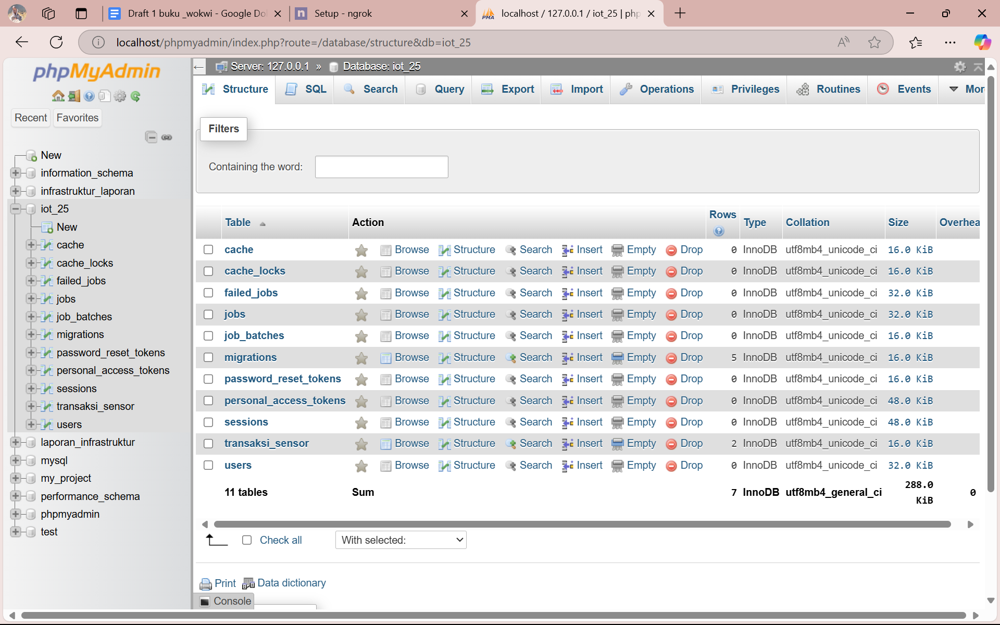 Draft 1 buku _wokwi - Google Do
Setup - ngrok
localhost / 127.0.0.1 / iot_25 | php
localhost/phpmyadmin/index.php?route=/database/structure&db=iot_25
phpMyAdmin
Recent
Favorites
New
information_schema
infrastruktur_laporan
iot_25
New
cache
cache_locks
failed_jobs
jobs
job_batches
migrations
password_reset_tokens
personal_access_tokens
sessions
transaksi_sensor
users
laporan_infrastruktur
mysql
my_project
performance_schema
phpmyadmin
test
Server: 127.0.0.1 » Database: iot_25
Structure SQL Search Query Export Import Operations Privileges Routines Events Mor
Filters
Containing the word:
Table Action Rows Type Collation Size Overhea
cache Browse Structure Search Insert Empty Drop 0 InnoDB utf8mb4_unicode_ci 16.0 KiB
cache_locks Browse Structure Search Insert Empty Drop 0 InnoDB utf8mb4_unicode_ci 16.0 KiB
failed_jobs Browse Structure Search Insert Empty Drop 0 InnoDB utf8mb4_unicode_ci 32.0 KiB
jobs Browse Structure Search Insert Empty Drop 0 InnoDB utf8mb4_unicode_ci 32.0 KiB
job_batches Browse Structure Search Insert Empty Drop 0 InnoDB utf8mb4_unicode_ci 16.0 KiB
migrations Browse Structure Search Insert Empty Drop 5 InnoDB utf8mb4_unicode_ci 16.0 KiB
password_reset_tokens Browse Structure Search Insert Empty Drop 0 InnoDB utf8mb4_unicode_ci 16.0 KiB
personal_access_tokens Browse Structure Search Insert Empty Drop 0 InnoDB utf8mb4_unicode_ci 48.0 KiB
sessions Browse Structure Search Insert Empty Drop 0 InnoDB utf8mb4_unicode_ci 48.0 KiB
transaksi_sensor Browse Structure Search Insert Empty Drop 2 InnoDB utf8mb4_unicode_ci 16.0 KiB
users Browse Structure Search Insert Empty Drop 0 InnoDB utf8mb4_unicode_ci 32.0 KiB
11 tables Sum 7 InnoDB utf8mb4_general_ci 288.0 KiB 0
Check all With selected:
Print Data dictionary
Console